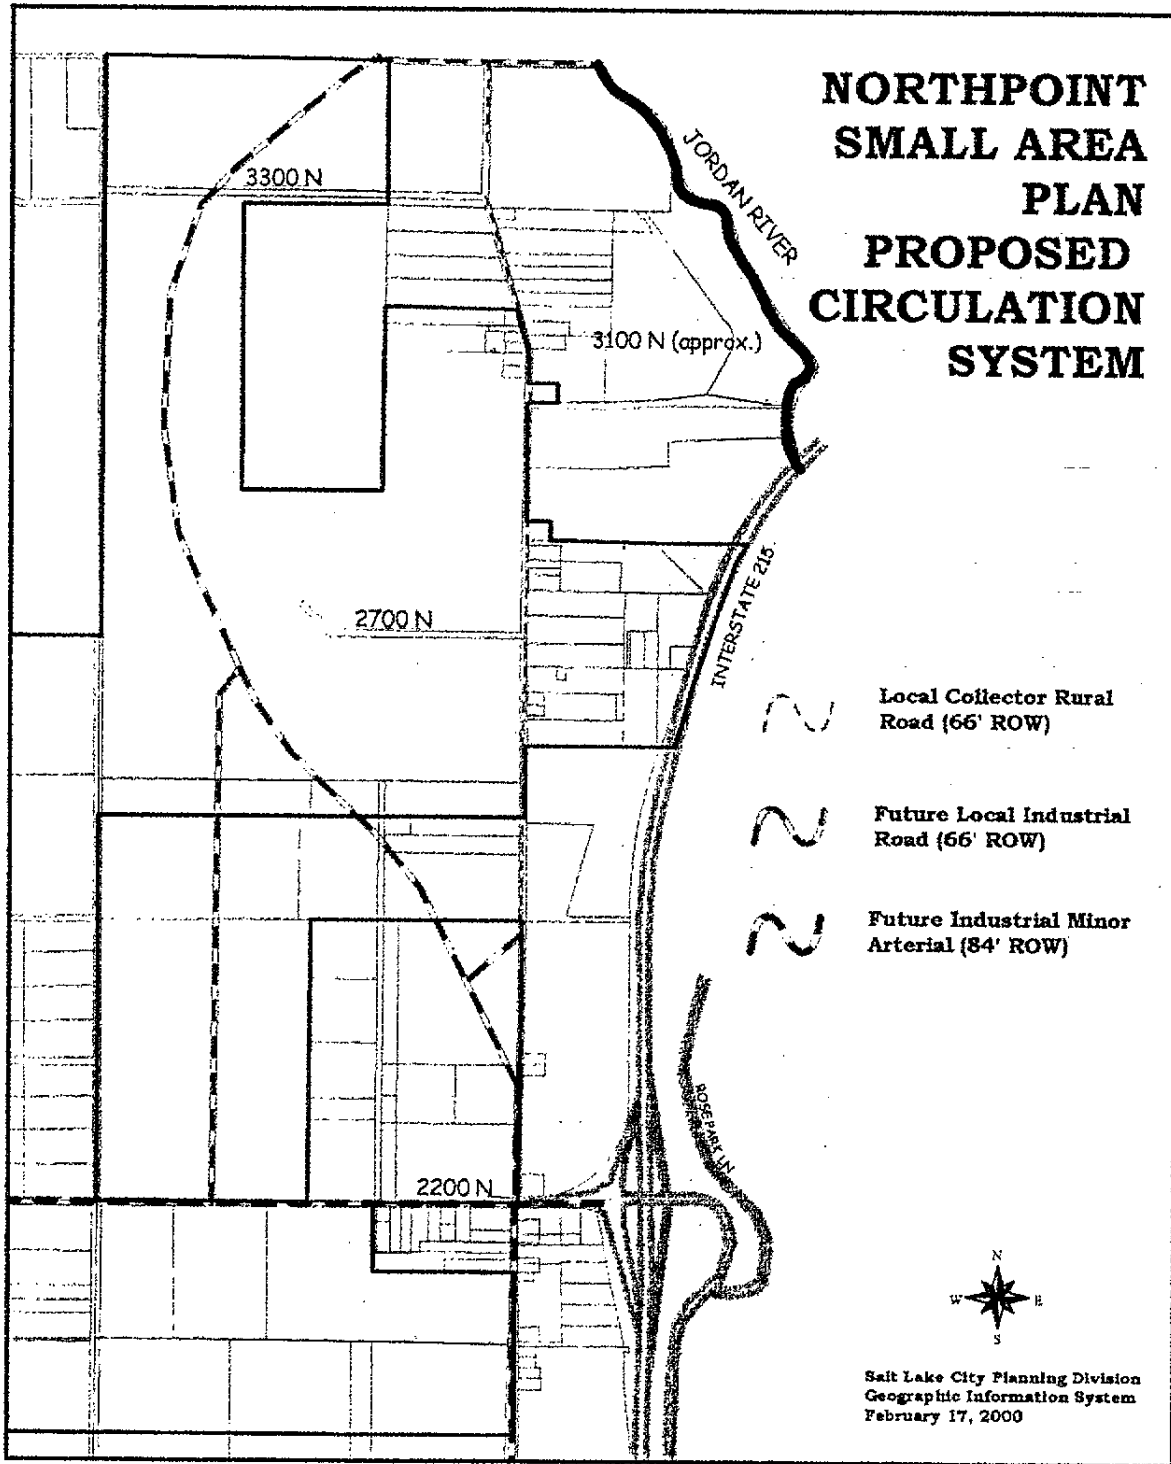 NORTHPOINT
SMALL AREA
PLAN
PROPOSED
CIRCULATION
SYSTEM
JORDAN RIVER
3300 N
3100 N (approx.)
INTERSTATE 215
2700 N
Local Collector Rural
Road (66' ROW)
Future Local Industrial
Road (66' ROW)
Future Industrial Minor
Arterial (84' ROW)
ROSE PARK LN
2200 N
N
W
E
S
Salt Lake City Planning Division
Geographic Information System
February 17, 2000